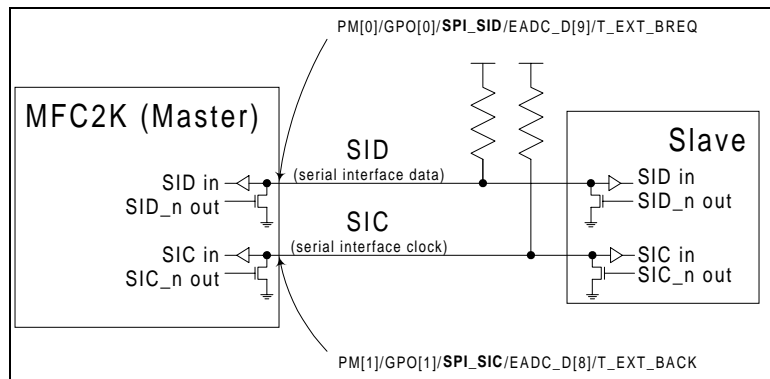 PM[0]/GPO[0]/SPI_SID/EADC_D[9]/T_EXT_BREQ
MFC2K (Master)
Slave
SID
(serial interface data)
SID in
SID_n out
SID in
SID_n out
SIC
(serial interface clock)
SIC in
SIC_n out
SIC in
SIC_n out
PM[1]/GPO[1]/SPI_SIC/EADC_D[8]/T_EXT_BACK